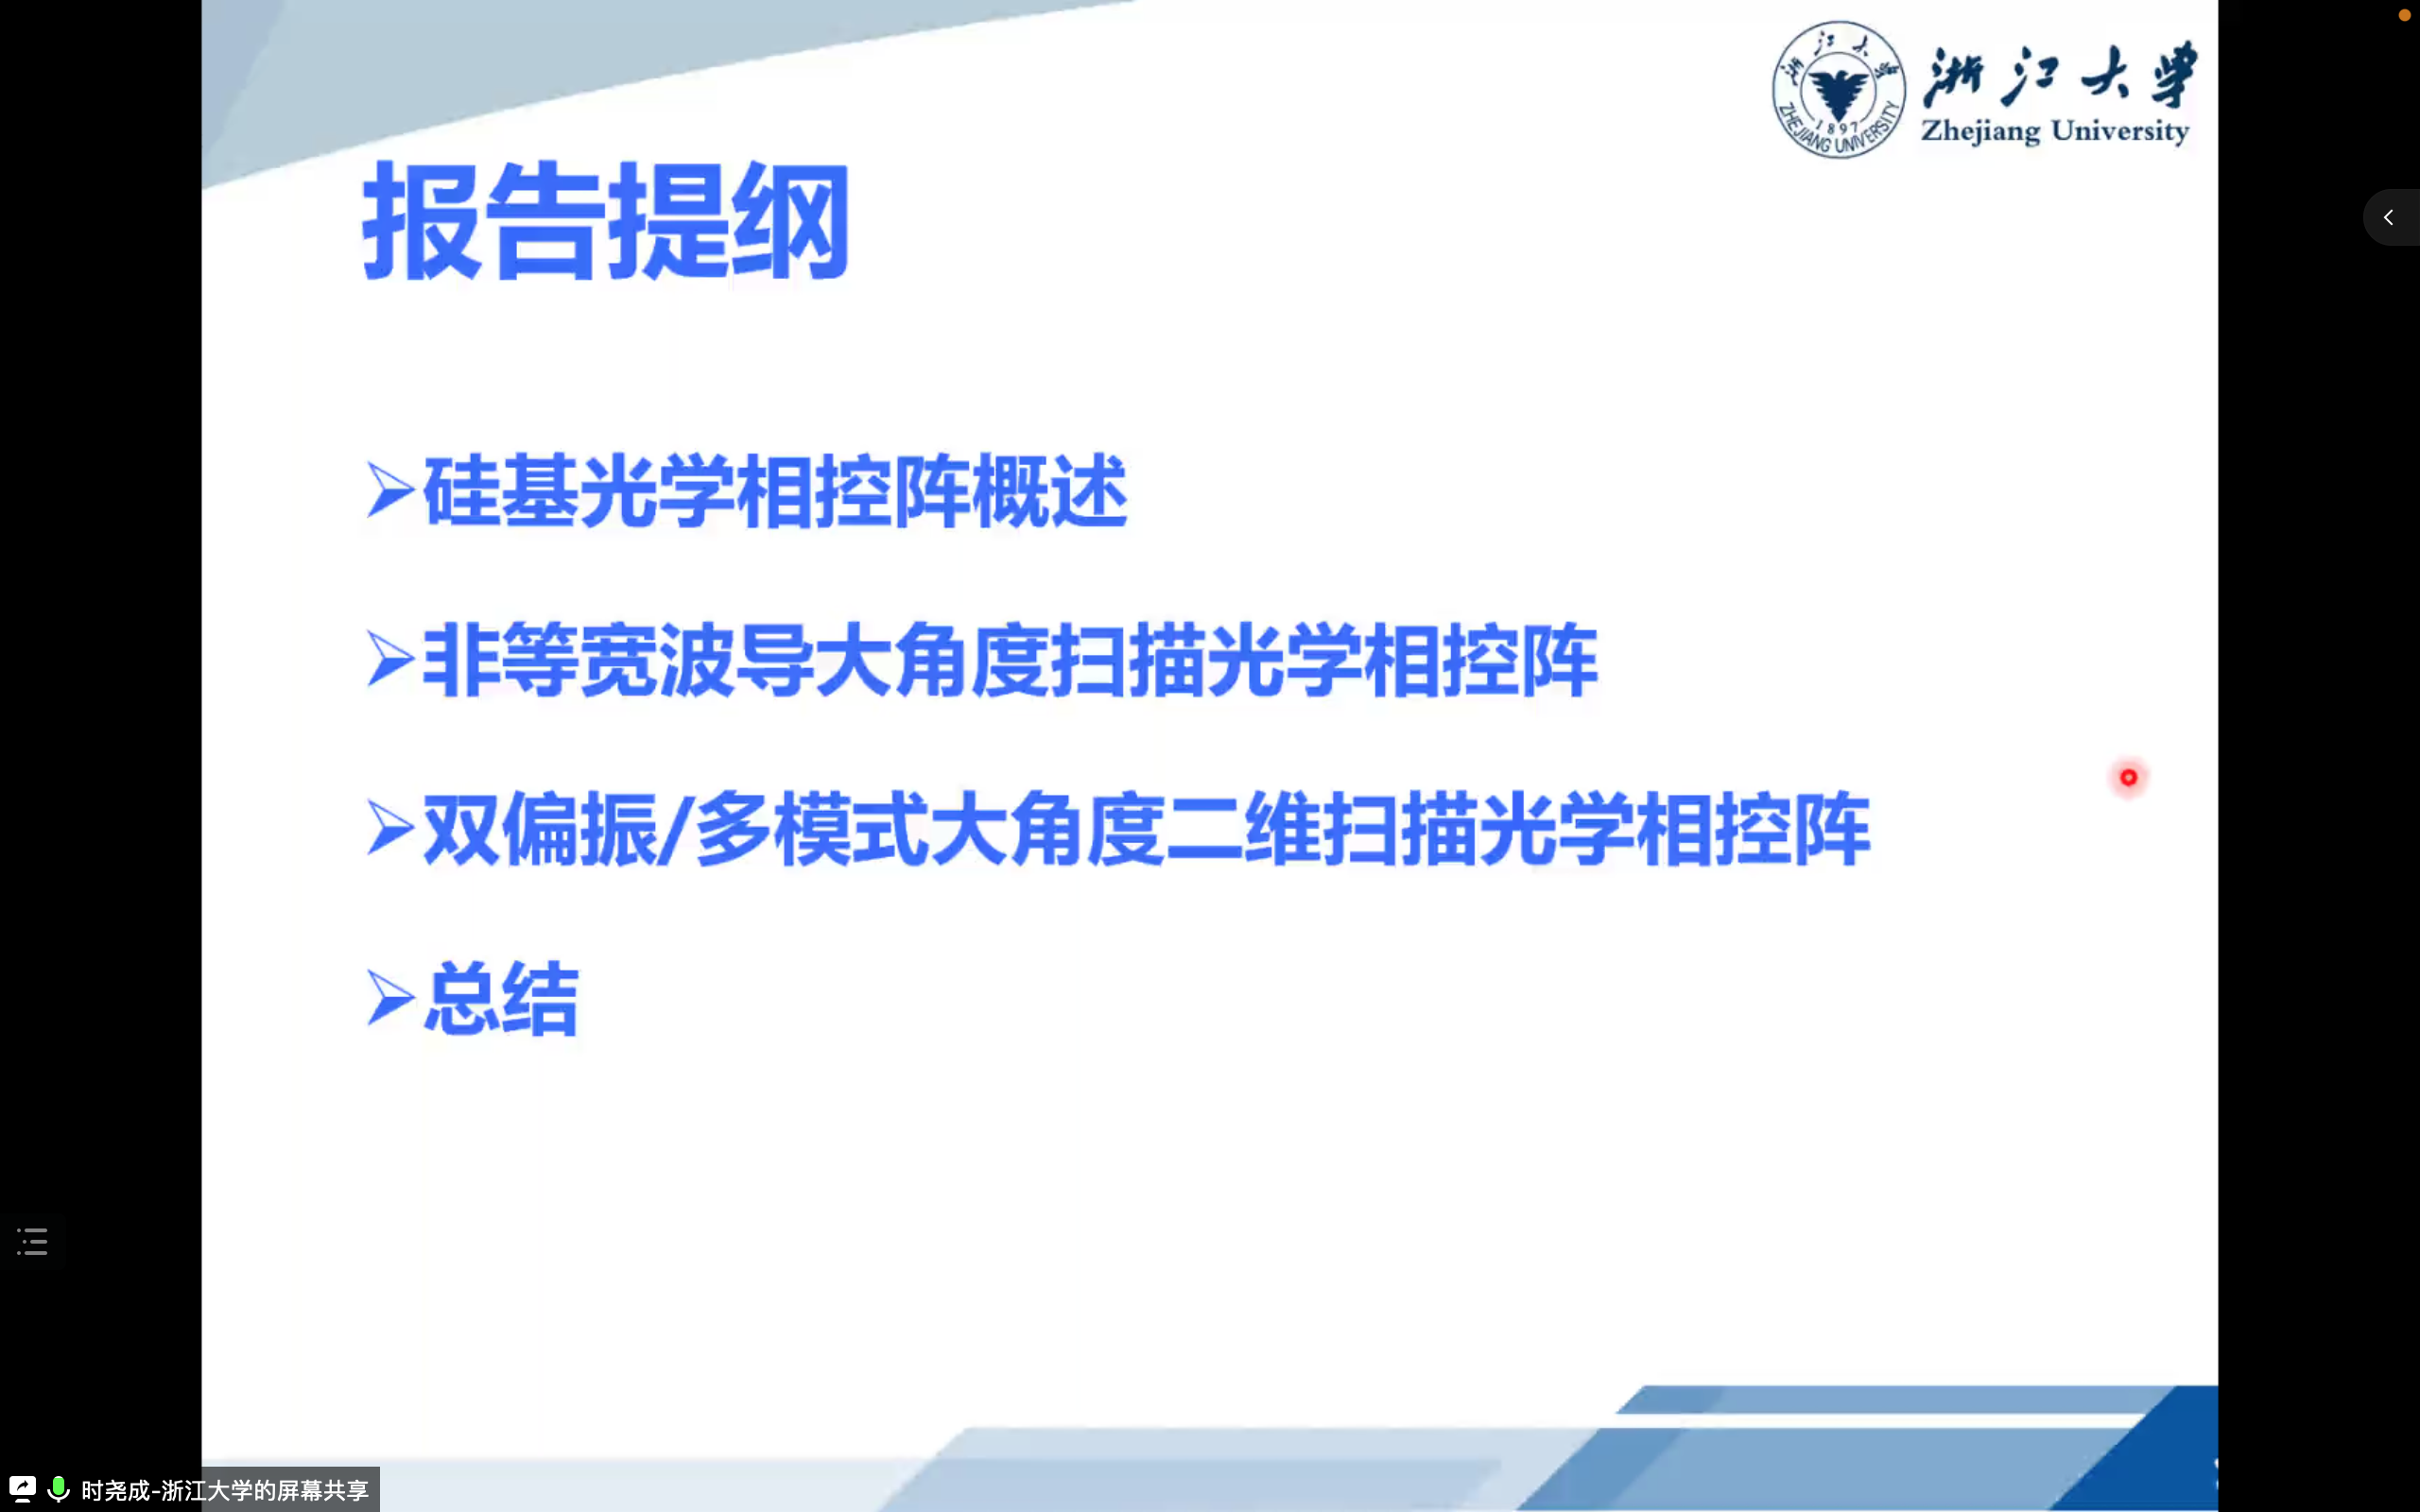 浙江大学
ZHEJIANG UNIVERSITY
1897
浙江大学
Zhejiang University
报告提纲
➢硅基光学相控阵概述
➢非等宽波导大角度扫描光学相控阵
➢双偏振/多模式大角度二维扫描光学相控阵
➢总结
时尧成-浙江大学的屏幕共享